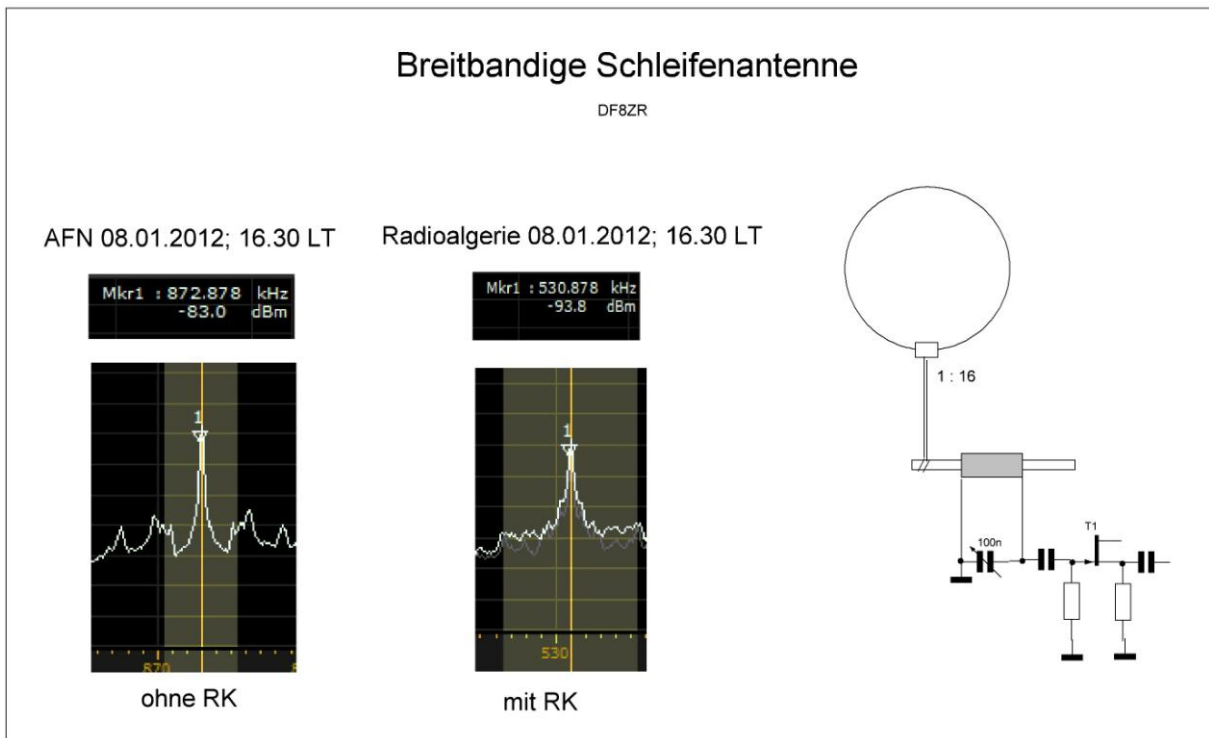 Breitbandige Schleifenantenne
DF8ZR
AFN 08.01.2012; 16.30 LT
Mkr1 : 872.878 kHz
-83.0 dBm
1
870
ohne RK
Radioalgerie 08.01.2012; 16.30 LT
Mkr1 : 530.878 kHz
-93.8 dBm
1
530
mit RK
1 : 16
100n
T1